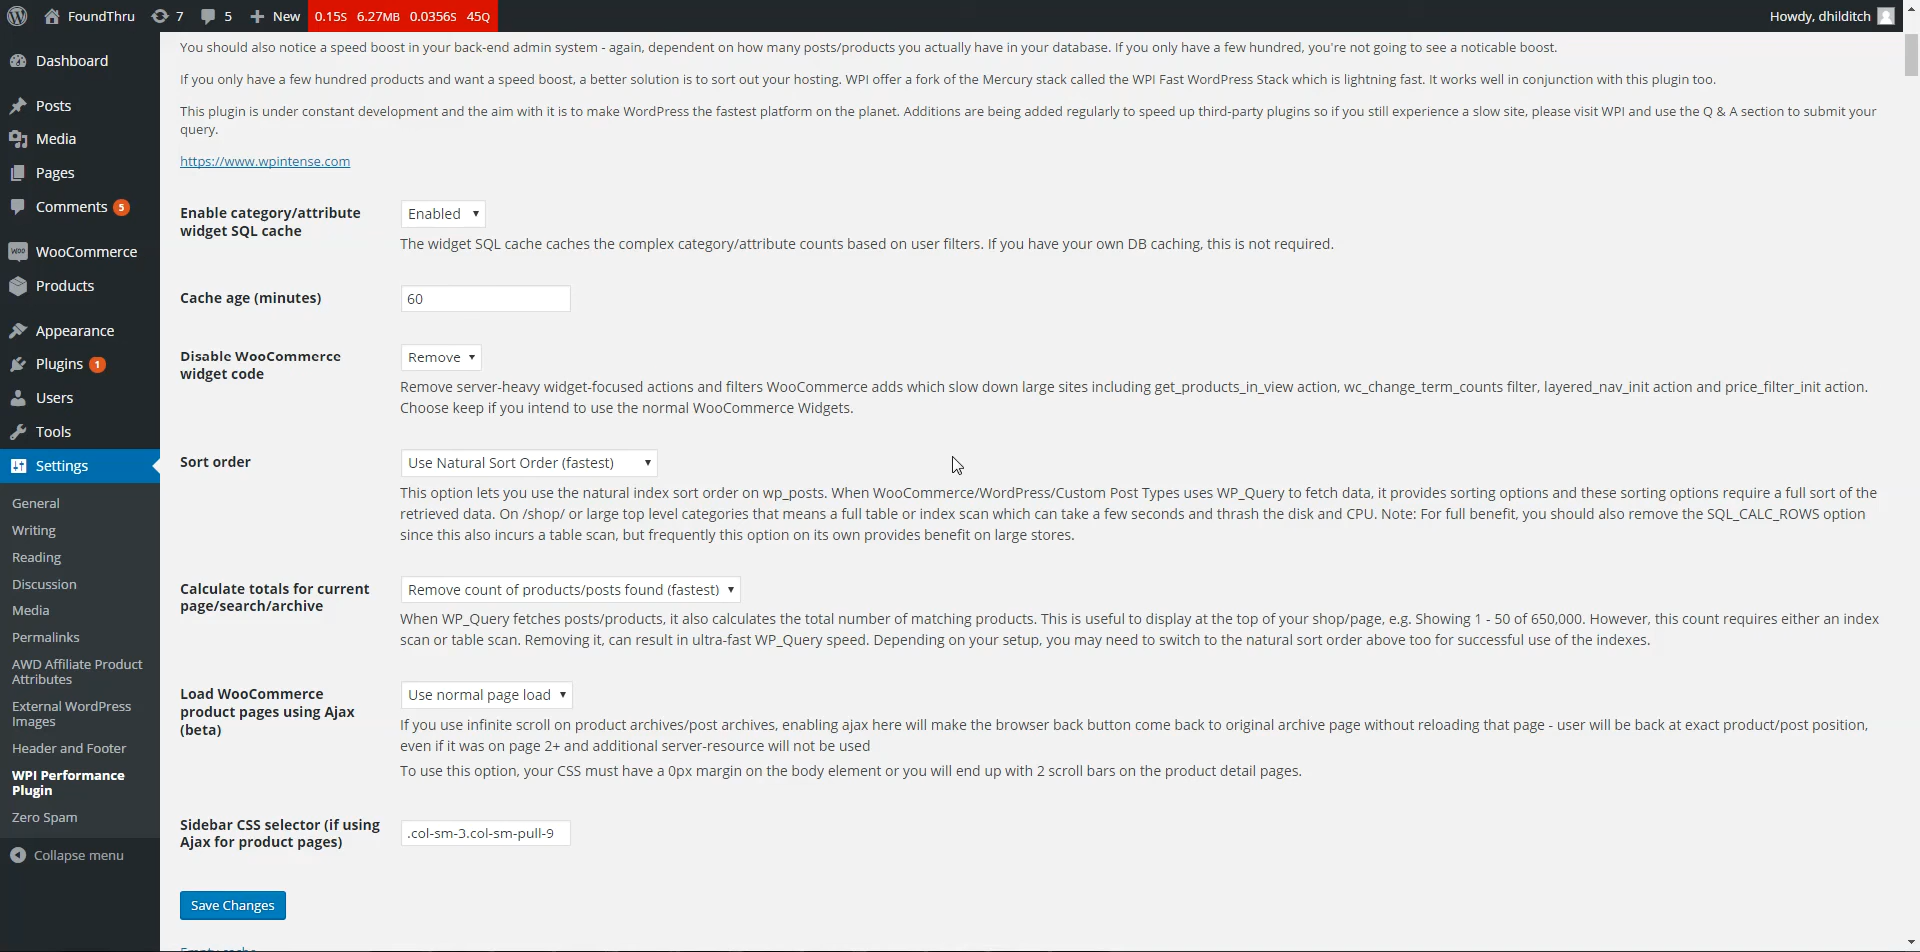 FoundThru 7 5 New 0.15S 6.27MB 0.0356S 45Q Howdy, dhilditch
Dashboard
Posts
Media
Pages
Comments 5
WooCommerce
Products
Appearance
Plugins 1
Users
Tools
Settings
General
Writing
Reading
Discussion
Media
Permalinks
AWD Affiliate Product
Attributes
External WordPress
Images
Header and Footer
WPI Performance
Plugin
Zero Spam
Collapse menu
You should also notice a speed boost in your back-end admin system - again, dependent on how many posts/products you actually have in your database. If you only have a few hundred, you're not going to see a noticable boost.
If you only have a few hundred products and want a speed boost, a better solution is to sort out your hosting. WPI offer a fork of the Mercury stack called the WPI Fast WordPress Stack which is lightning fast. It works well in conjunction with this plugin too.
This plugin is under constant development and the aim with it is to make WordPress the fastest platform on the planet. Additions are being added regularly to speed up third-party plugins so if you still experience a slow site, please visit WPI and use the Q & A section to submit your
query.
https://www.wpintense.com
Enable category/attribute
widget SQL cache
Enabled
The widget SQL cache caches the complex category/attribute counts based on user filters. If you have your own DB caching, this is not required.
Cache age (minutes)
60
Disable WooCommerce
widget code
Remove
Remove server-heavy widget-focused actions and filters WooCommerce adds which slow down large sites including get_products_in_view action, wc_change_term_counts filter, layered_nav_init action and price_filter_init action.
Choose keep if you intend to use the normal WooCommerce Widgets.
Sort order
Use Natural Sort Order (fastest)
This option lets you use the natural index sort order on wp_posts. When WooCommerce/WordPress/Custom Post Types uses WP_Query to fetch data, it provides sorting options and these sorting options require a full sort of the
retrieved data. On /shop/ or large top level categories that means a full table or index scan which can take a few seconds and thrash the disk and CPU. Note: For full benefit, you should also remove the SQL_CALC_ROWS option
since this also incurs a table scan, but frequently this option on its own provides benefit on large stores.
Calculate totals for current
page/search/archive
Remove count of products/posts found (fastest)
When WP_Query fetches posts/products, it also calculates the total number of matching products. This is useful to display at the top of your shop/page, e.g. Showing 1 - 50 of 650,000. However, this count requires either an index
scan or table scan. Removing it, can result in ultra-fast WP_Query speed. Depending on your setup, you may need to switch to the natural sort order above too for successful use of the indexes.
Load WooCommerce
product pages using Ajax
(beta)
Use normal page load
If you use infinite scroll on product archives/post archives, enabling ajax here will make the browser back button come back to original archive page without reloading that page - user will be back at exact product/post position,
even if it was on page 2+ and additional server-resource will not be used
To use this option, your CSS must have a 0px margin on the body element or you will end up with 2 scroll bars on the product detail pages.
Sidebar CSS selector (if using
Ajax for product pages)
.col-sm-3.col-sm-pull-9
Save Changes
Empty cache